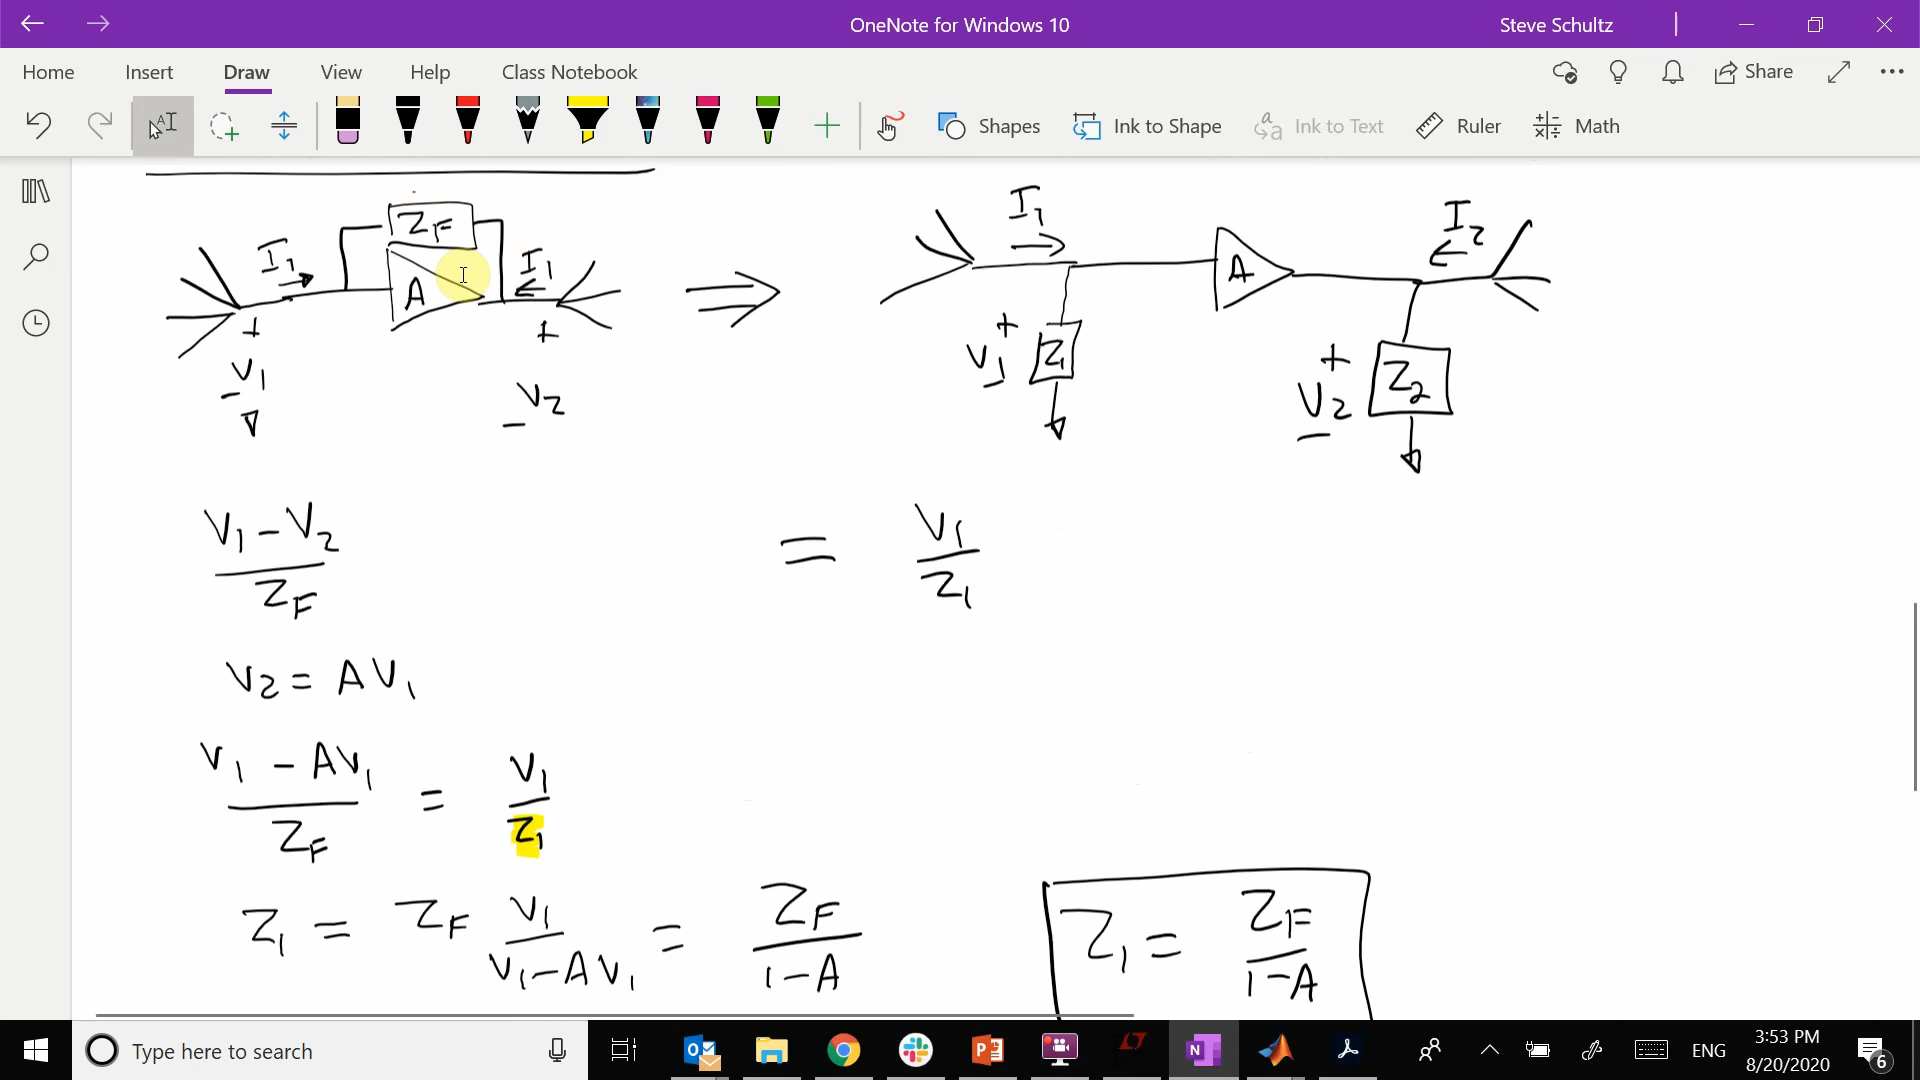 OneNote for Windows 10
Steve Schultz
Home Insert Draw View Help Class Notebook Share
Shapes Ink to Shape Ink to Text Ruler Math
ZF
I1
A
I1
+
V1
-
+
V2
-
⇒
I1
A
I2
+
V1
-
Z1
+
V2
-
Z2
V1 - V2 / ZF = V1 / Z1
V2 = AV1
V1 - AV1 / ZF = V1 / Z1
Z1 = ZF V1 / V1 - AV1 = ZF / 1 - A
Z1 = ZF / 1 - A
Type here to search
ENG
3:53 PM
8/20/2020
6